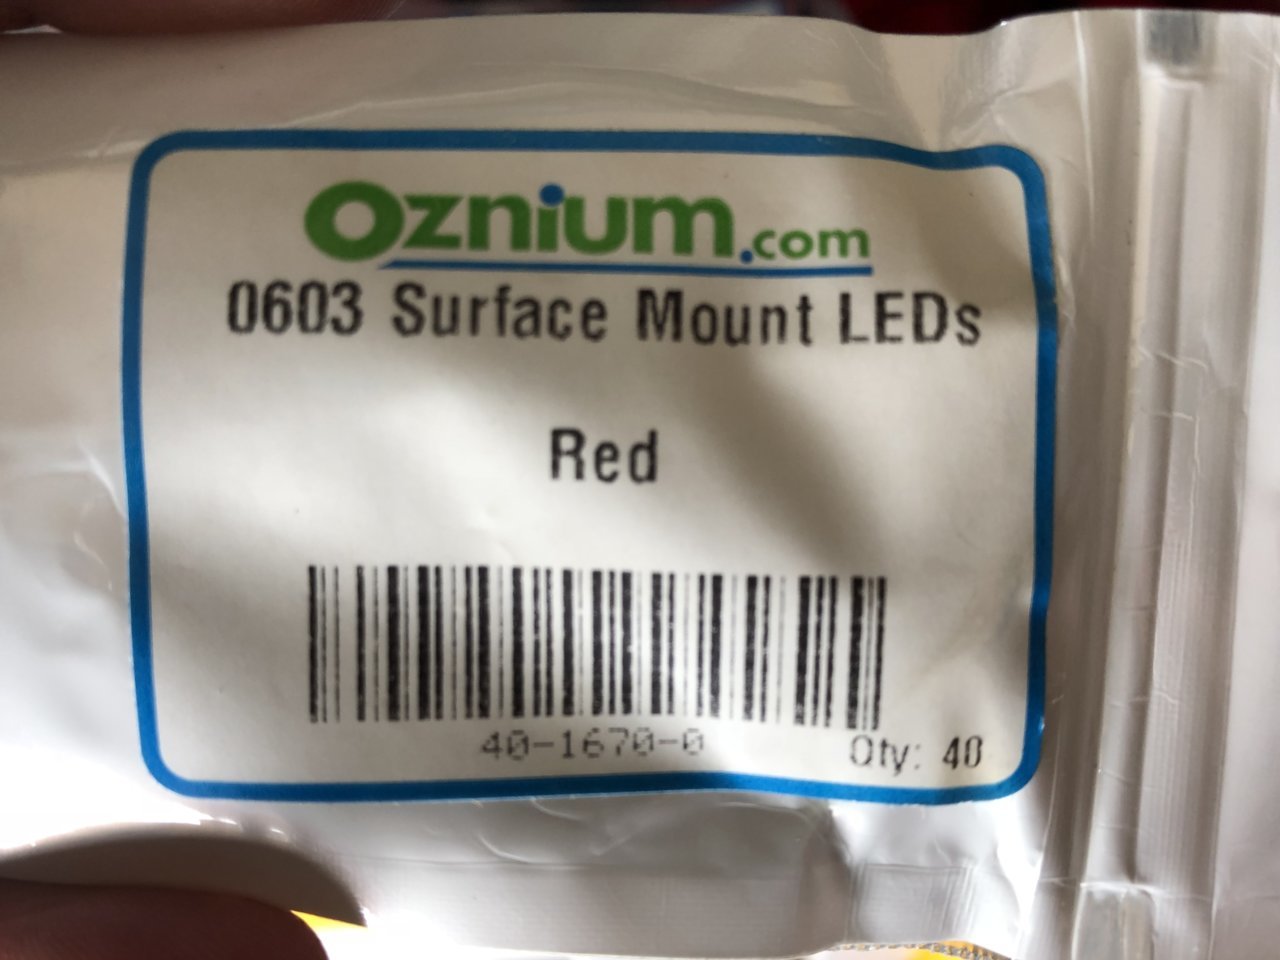 Oznium.com
0603 Surface Mount LEDs
Red
40-1670-0
Qty: 40